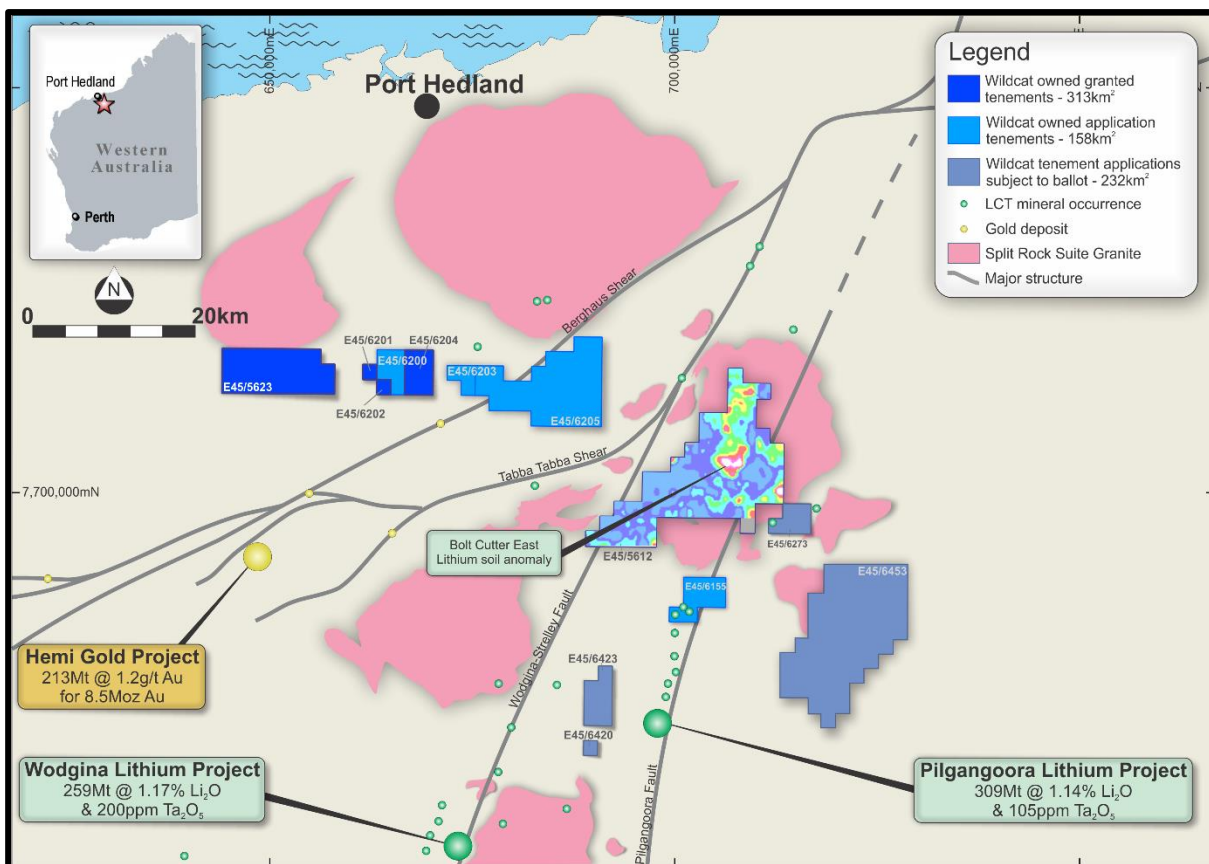 650,000mE
700,000mE
Port Hedland
Western
Australia
Perth
Port Hedland
N
0
20km
Legend
Wildcat owned granted
tenements - 313km²
Wildcat owned application
tenements - 158km²
Wildcat tenement applications
subject to ballot - 232km²
LCT mineral occurrence
Gold deposit
Split Rock Suite Granite
Major structure
Berghaus Shear
E45/6201
E45/6204
E45/6200
E45/5623
E45/6202
E45/6203
E45/6205
Tabba Tabba Shear
7,700,000mN
Bolt Cutter East
Lithium soil anomaly
E45/5612
E45/6273
E45/6155
E45/6453
Wodgina-Strelley Fault
E45/6423
E45/6420
Pilgangoora Fault
Hemi Gold Project
213Mt @ 1.2g/t Au
for 8.5Moz Au
Wodgina Lithium Project
259Mt @ 1.17% Li₂O
& 200ppm Ta₂O₅
Pilgangoora Lithium Project
309Mt @ 1.14% Li₂O
& 105ppm Ta₂O₅